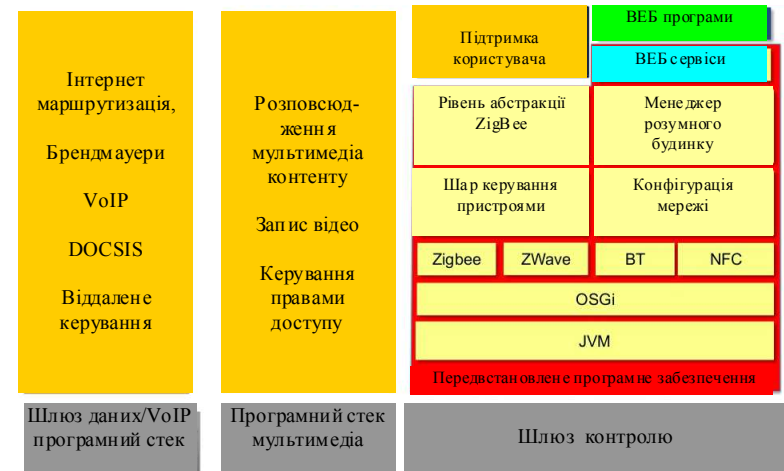 Інтернет
маршрутизація,
Брендмауери
VoIP
DOCSIS
Віддалене
керування
Шлюз даних/VoIP
програмний стек
Розповсюд-
ження
мультимедіа
контенту
Запис відео
Керування
правами
доступу
Програмний стек
мультимедіа
Підтримка
користувача
ВЕБ програми
ВЕБ сервіси
Рівень абстракції
ZigBee
Менеджер
розумного
будинку
Шар керування
пристроями
Конфігурація
мережі
Zigbee
ZWave
BT
NFC
OSGi
JVM
Передвстановлене програмне забезпечення
Шлюз контролю